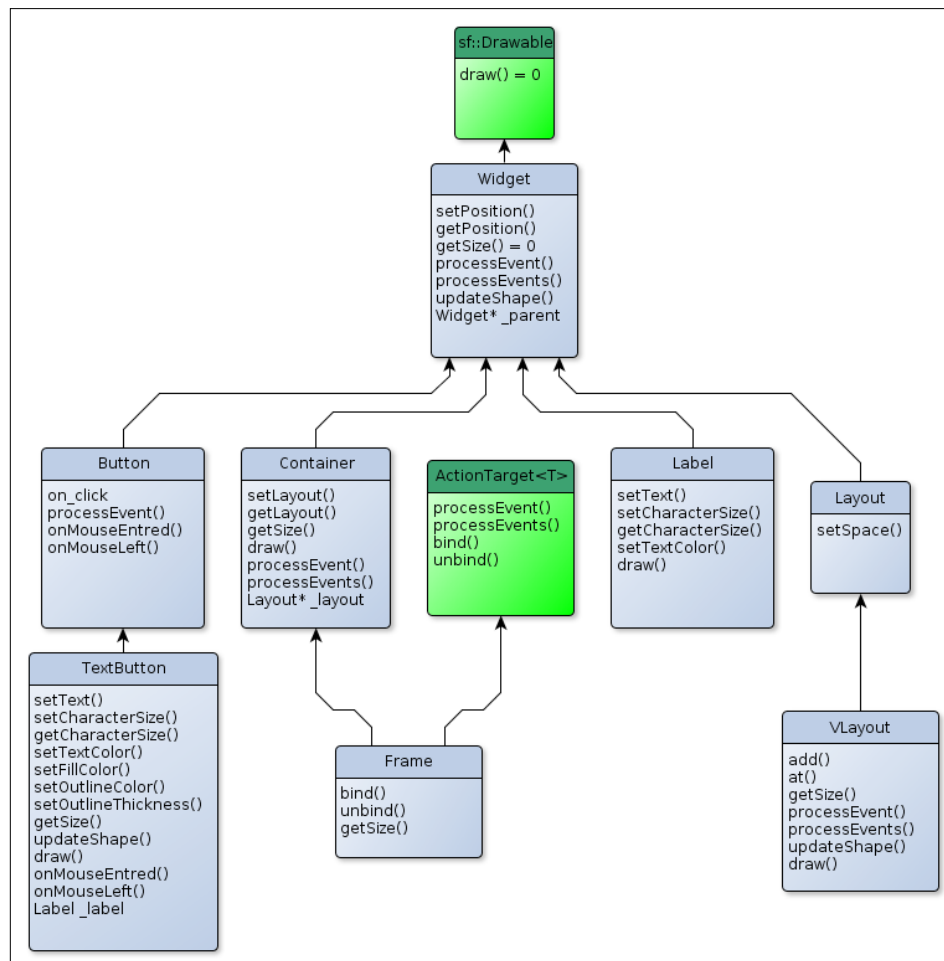 sf::Drawable
draw() = 0
Widget
setPosition()
getPosition()
getSize() = 0
processEvent()
processEvents()
updateShape()
Widget* _parent
Button
on_click
processEvent()
onMouseEntred()
onMouseLeft()
Container
setLayout()
getLayout()
getSize()
draw()
processEvent()
processEvents()
Layout* _layout
ActionTarget<T>
processEvent()
processEvents()
bind()
unbind()
Label
setText()
setCharacterSize()
getCharacterSize()
setTextColor()
draw()
Layout
setSpace()
TextButton
setText()
setCharacterSize()
getCharacterSize()
setTextColor()
setFillColor()
setOutlineColor()
setOutlineThickness()
getSize()
updateShape()
draw()
onMouseEntred()
onMouseLeft()
Label _label
Frame
bind()
unbind()
getSize()
VLayout
add()
at()
getSize()
processEvent()
processEvents()
updateShape()
draw()